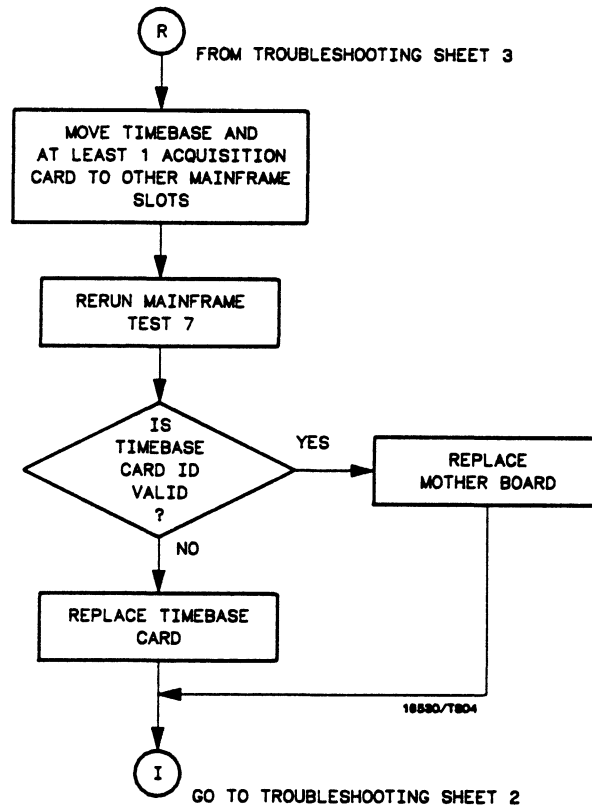 R
FROM TROUBLESHOOTING SHEET 3
MOVE TIMEBASE AND
AT LEAST 1 ACQUISITION
CARD TO OTHER MAINFRAME
SLOTS
RERUN MAINFRAME
TEST 7
IS
TIMEBASE
CARD ID
VALID
?
YES
REPLACE
MOTHER BOARD
NO
REPLACE TIMEBASE
CARD
16530/TS04
I
GO TO TROUBLESHOOTING SHEET 2